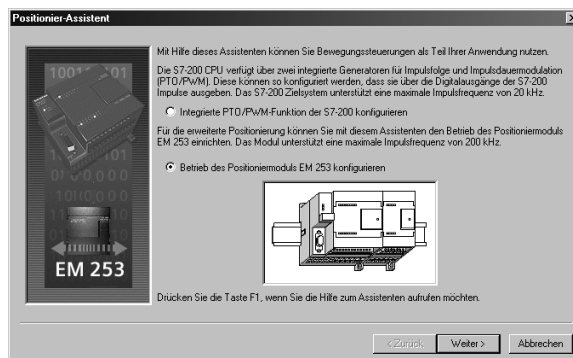 Positionier-Assistent
Mit Hilfe dieses Assistenten können Sie Bewegungssteuerungen als Teil Ihrer Anwendung nutzen.
Die S7-200 CPU verfügt über zwei integrierte Generatoren für Impulsfolge und Impulsdauermodulation
(PTO/PWM). Diese können so konfiguriert werden, dass sie über die Digitalausgänge der S7-200
Impulse ausgeben. Das S7-200 Zielsystem unterstützt eine maximale Impulsfrequenz von 20 kHz.
Integrierte PTO/PWM-Funktion der S7-200 konfigurieren
Für die erweiterte Positionierung können Sie mit diesem Assistenten den Betrieb des Positioniermoduls
EM 253 einrichten. Das Modul unterstützt eine maximale Impulsfrequenz von 200 kHz.
Betrieb des Positioniermoduls EM 253 konfigurieren
EM 253
Drücken Sie die Taste F1, wenn Sie die Hilfe zum Assistenten aufrufen möchten.
< Zurück
Weiter >
Abbrechen